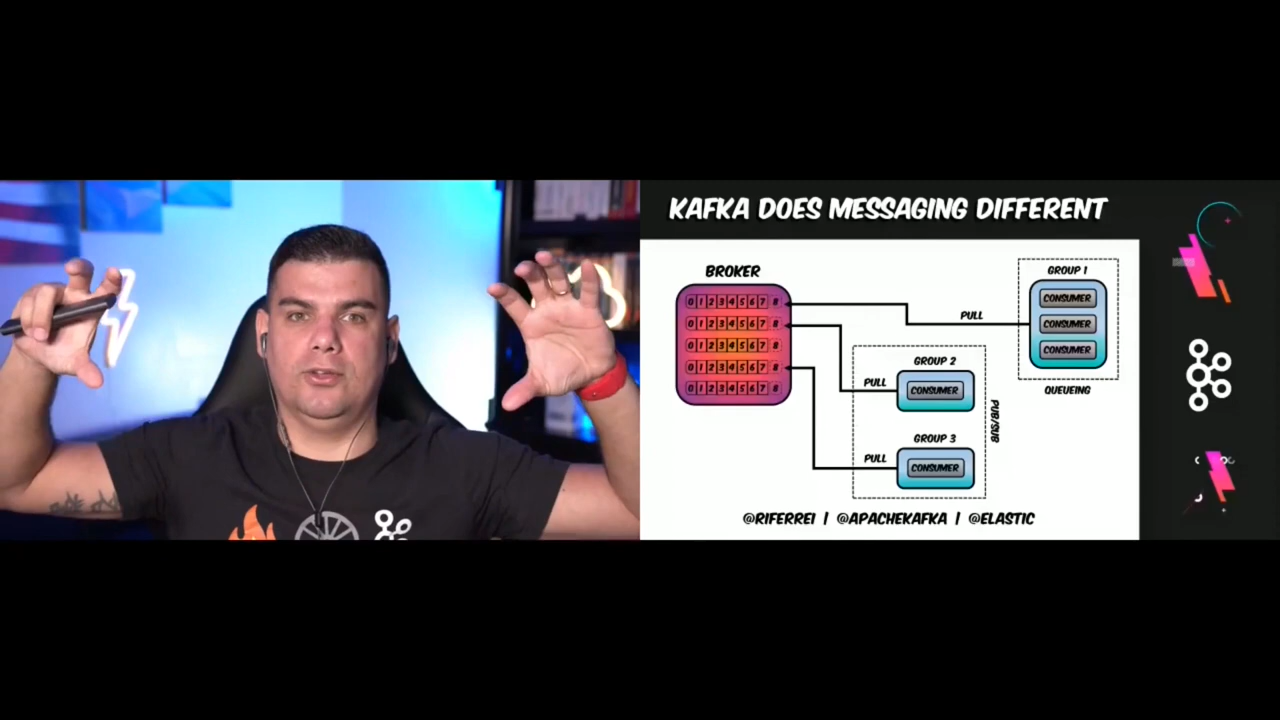 KAFKA DOES MESSAGING DIFFERENT
BROKER
0 1 2 3 4 5 6 7 8
0 1 2 3 4 5 6 7 8
0 1 2 3 4 5 6 7 8
0 1 2 3 4 5 6 7 8
0 1 2 3 4 5 6 7 8
PULL
GROUP 1
CONSUMER
CONSUMER
CONSUMER
QUEUEING
GROUP 2
PULL
CONSUMER
GROUP 3
PULL
CONSUMER
PUB/SUB
@RIFERREI | @APACHEKAFKA | @ELASTIC